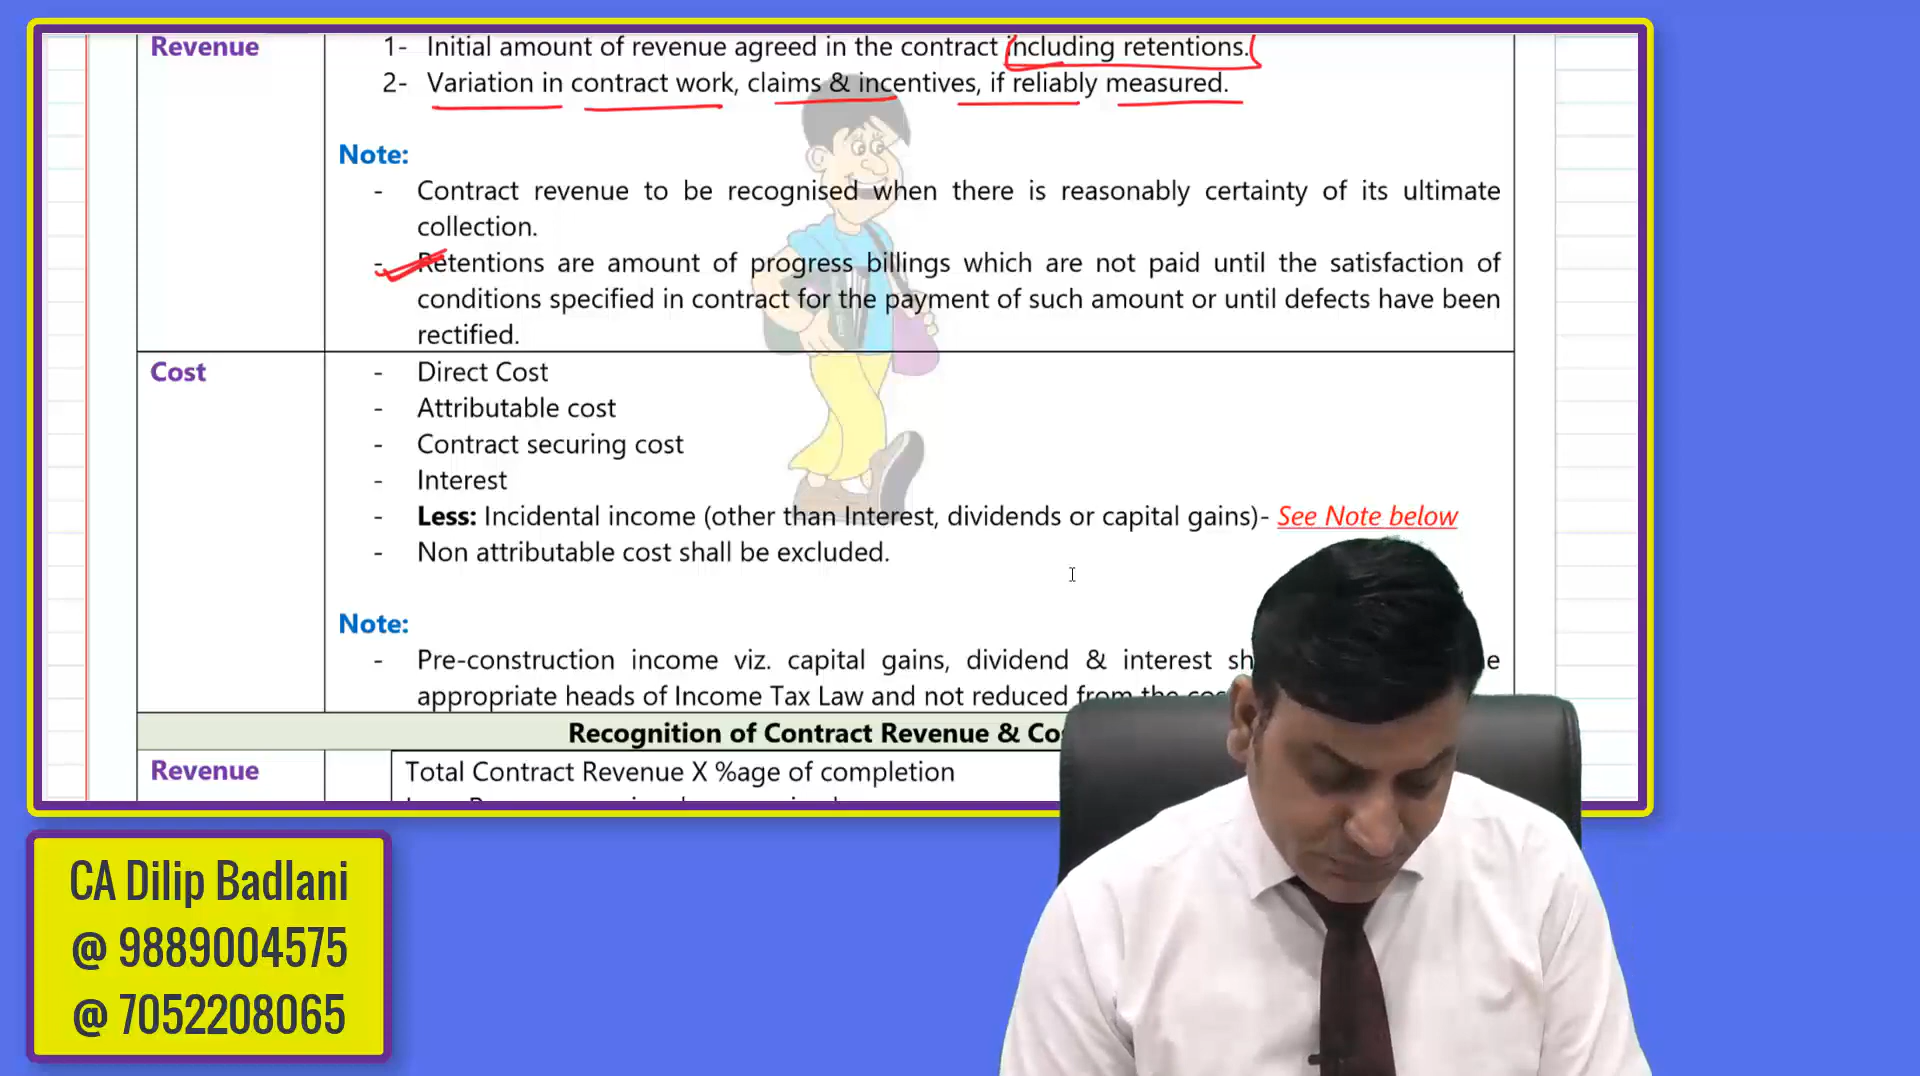 Revenue
1- Initial amount of revenue agreed in the contract including retentions.
2- Variation in contract work, claims & incentives, if reliably measured.
Note:
- Contract revenue to be recognised when there is reasonably certainty of its ultimate
collection.
- Retentions are amount of progress billings which are not paid until the satisfaction of
conditions specified in contract for the payment of such amount or until defects have been
rectified.
Cost
- Direct Cost
- Attributable cost
- Contract securing cost
- Interest
- Less: Incidental income (other than Interest, dividends or capital gains)- See Note below
- Non attributable cost shall be excluded.
Note:
- Pre-construction income viz. capital gains, dividend & interest
appropriate heads of Income Tax Law and not reduced from the
Recognition of Contract Revenue &
Revenue
Total Contract Revenue X %age of completion
CA Dilip Badlani
@ 9889004575
@ 7052208065